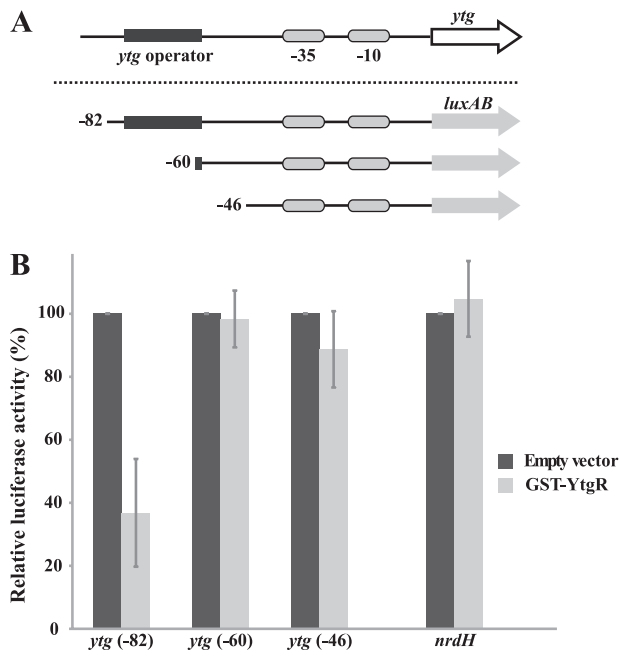 A
ytg
ytg operator
-35
-10
luxAB
-82
-60
-46
B
Relative luciferase activity (%)
100
80
60
40
20
0
Empty vector
GST-YtgR
ytg (-82)
ytg (-60)
ytg (-46)
nrdH